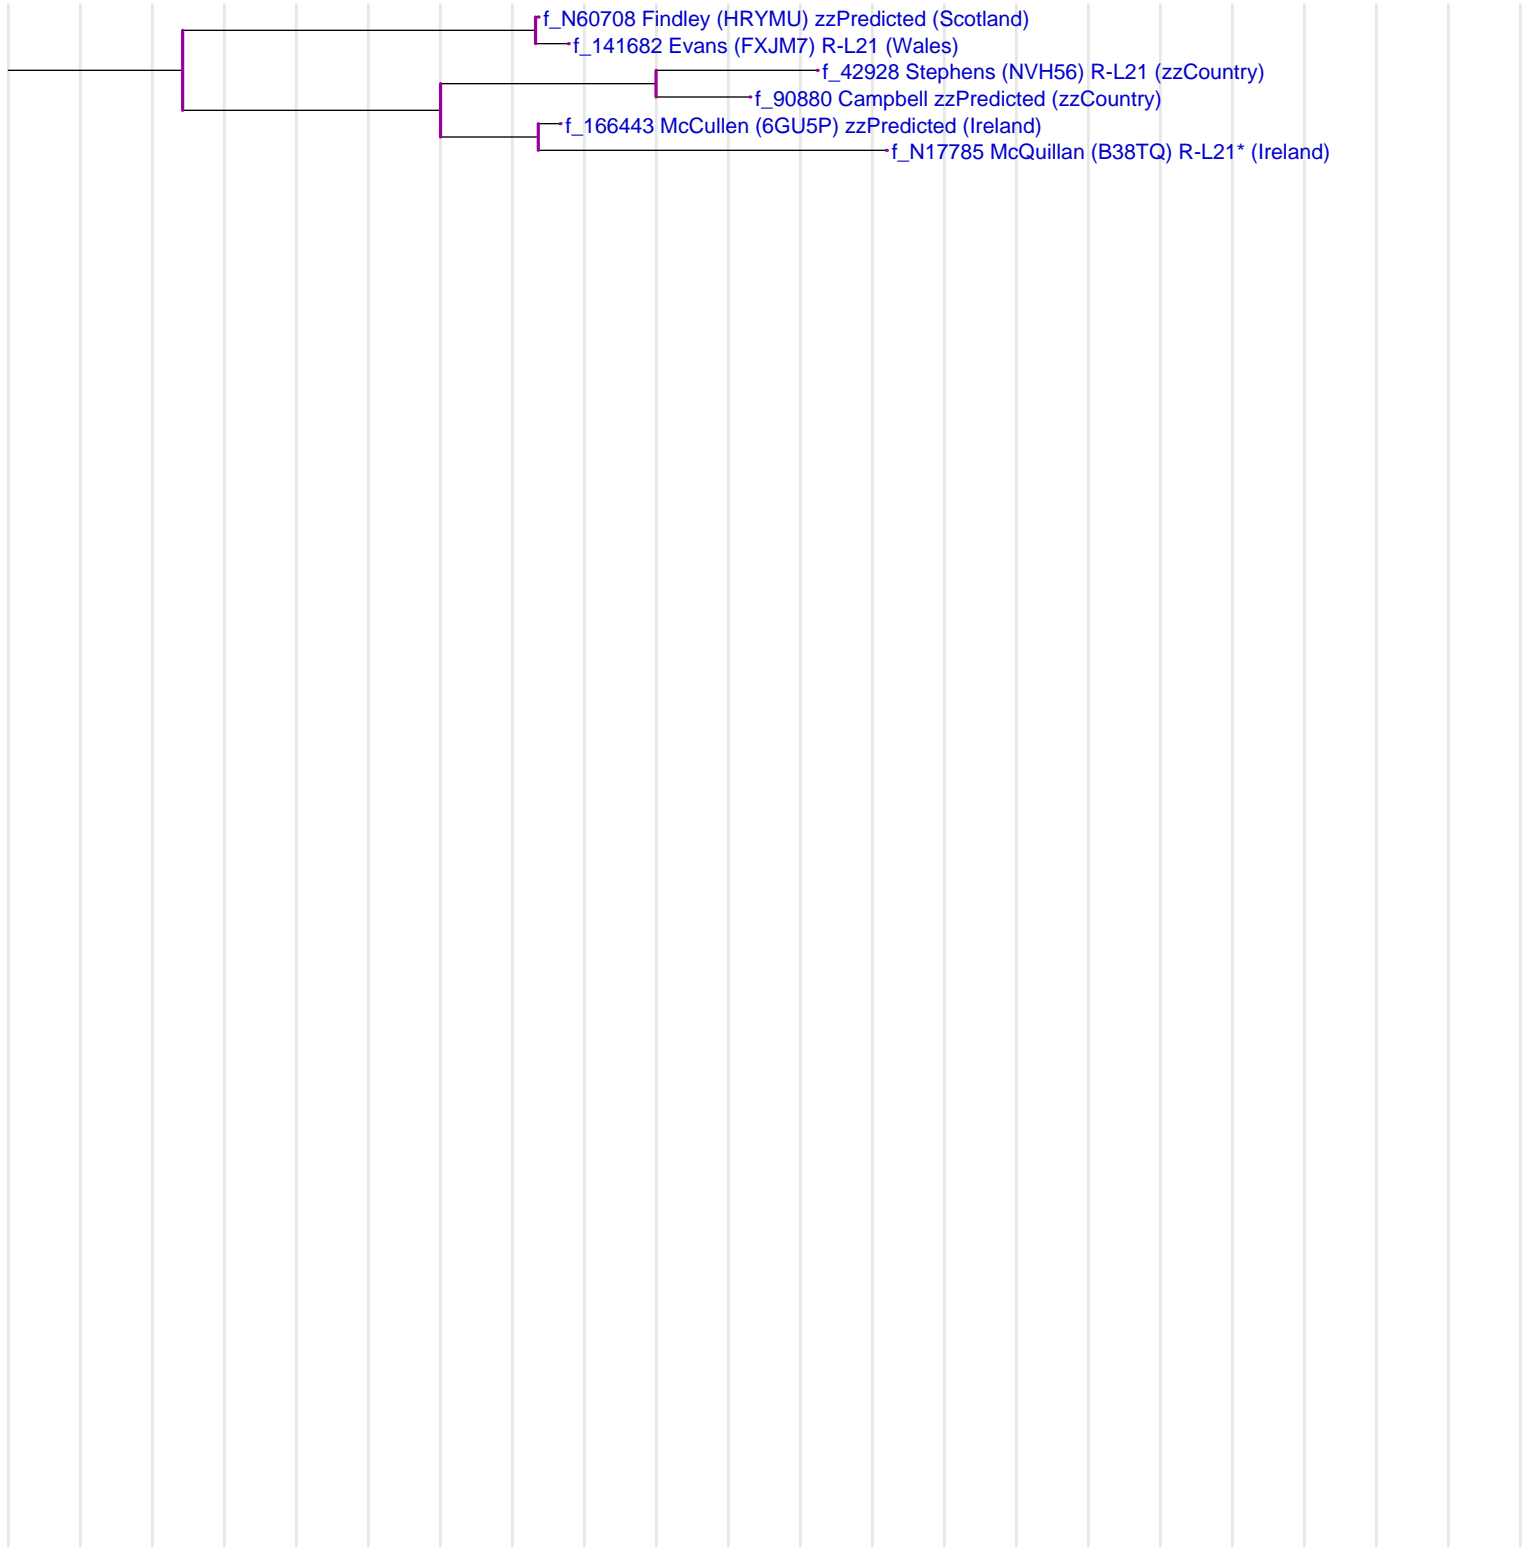 f_N60708 Findley (HRYMU) zzPredicted (Scotland)
f_141682 Evans (FXJM7) R-L21 (Wales)
f_42928 Stephens (NVH56) R-L21 (zzCountry)
f_90880 Campbell zzPredicted (zzCountry)
f_166443 McCullen (6GU5P) zzPredicted (Ireland)
f_N17785 McQuillan (B38TQ) R-L21* (Ireland)